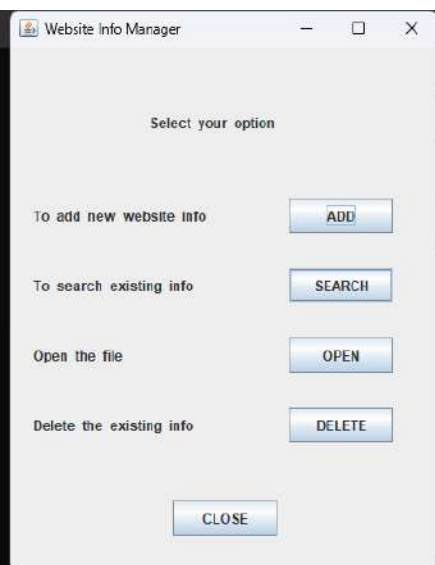 Website Info Manager
Select your option
To add new website info ADD
To search existing info SEARCH
Open the file OPEN
Delete the existing info DELETE
CLOSE